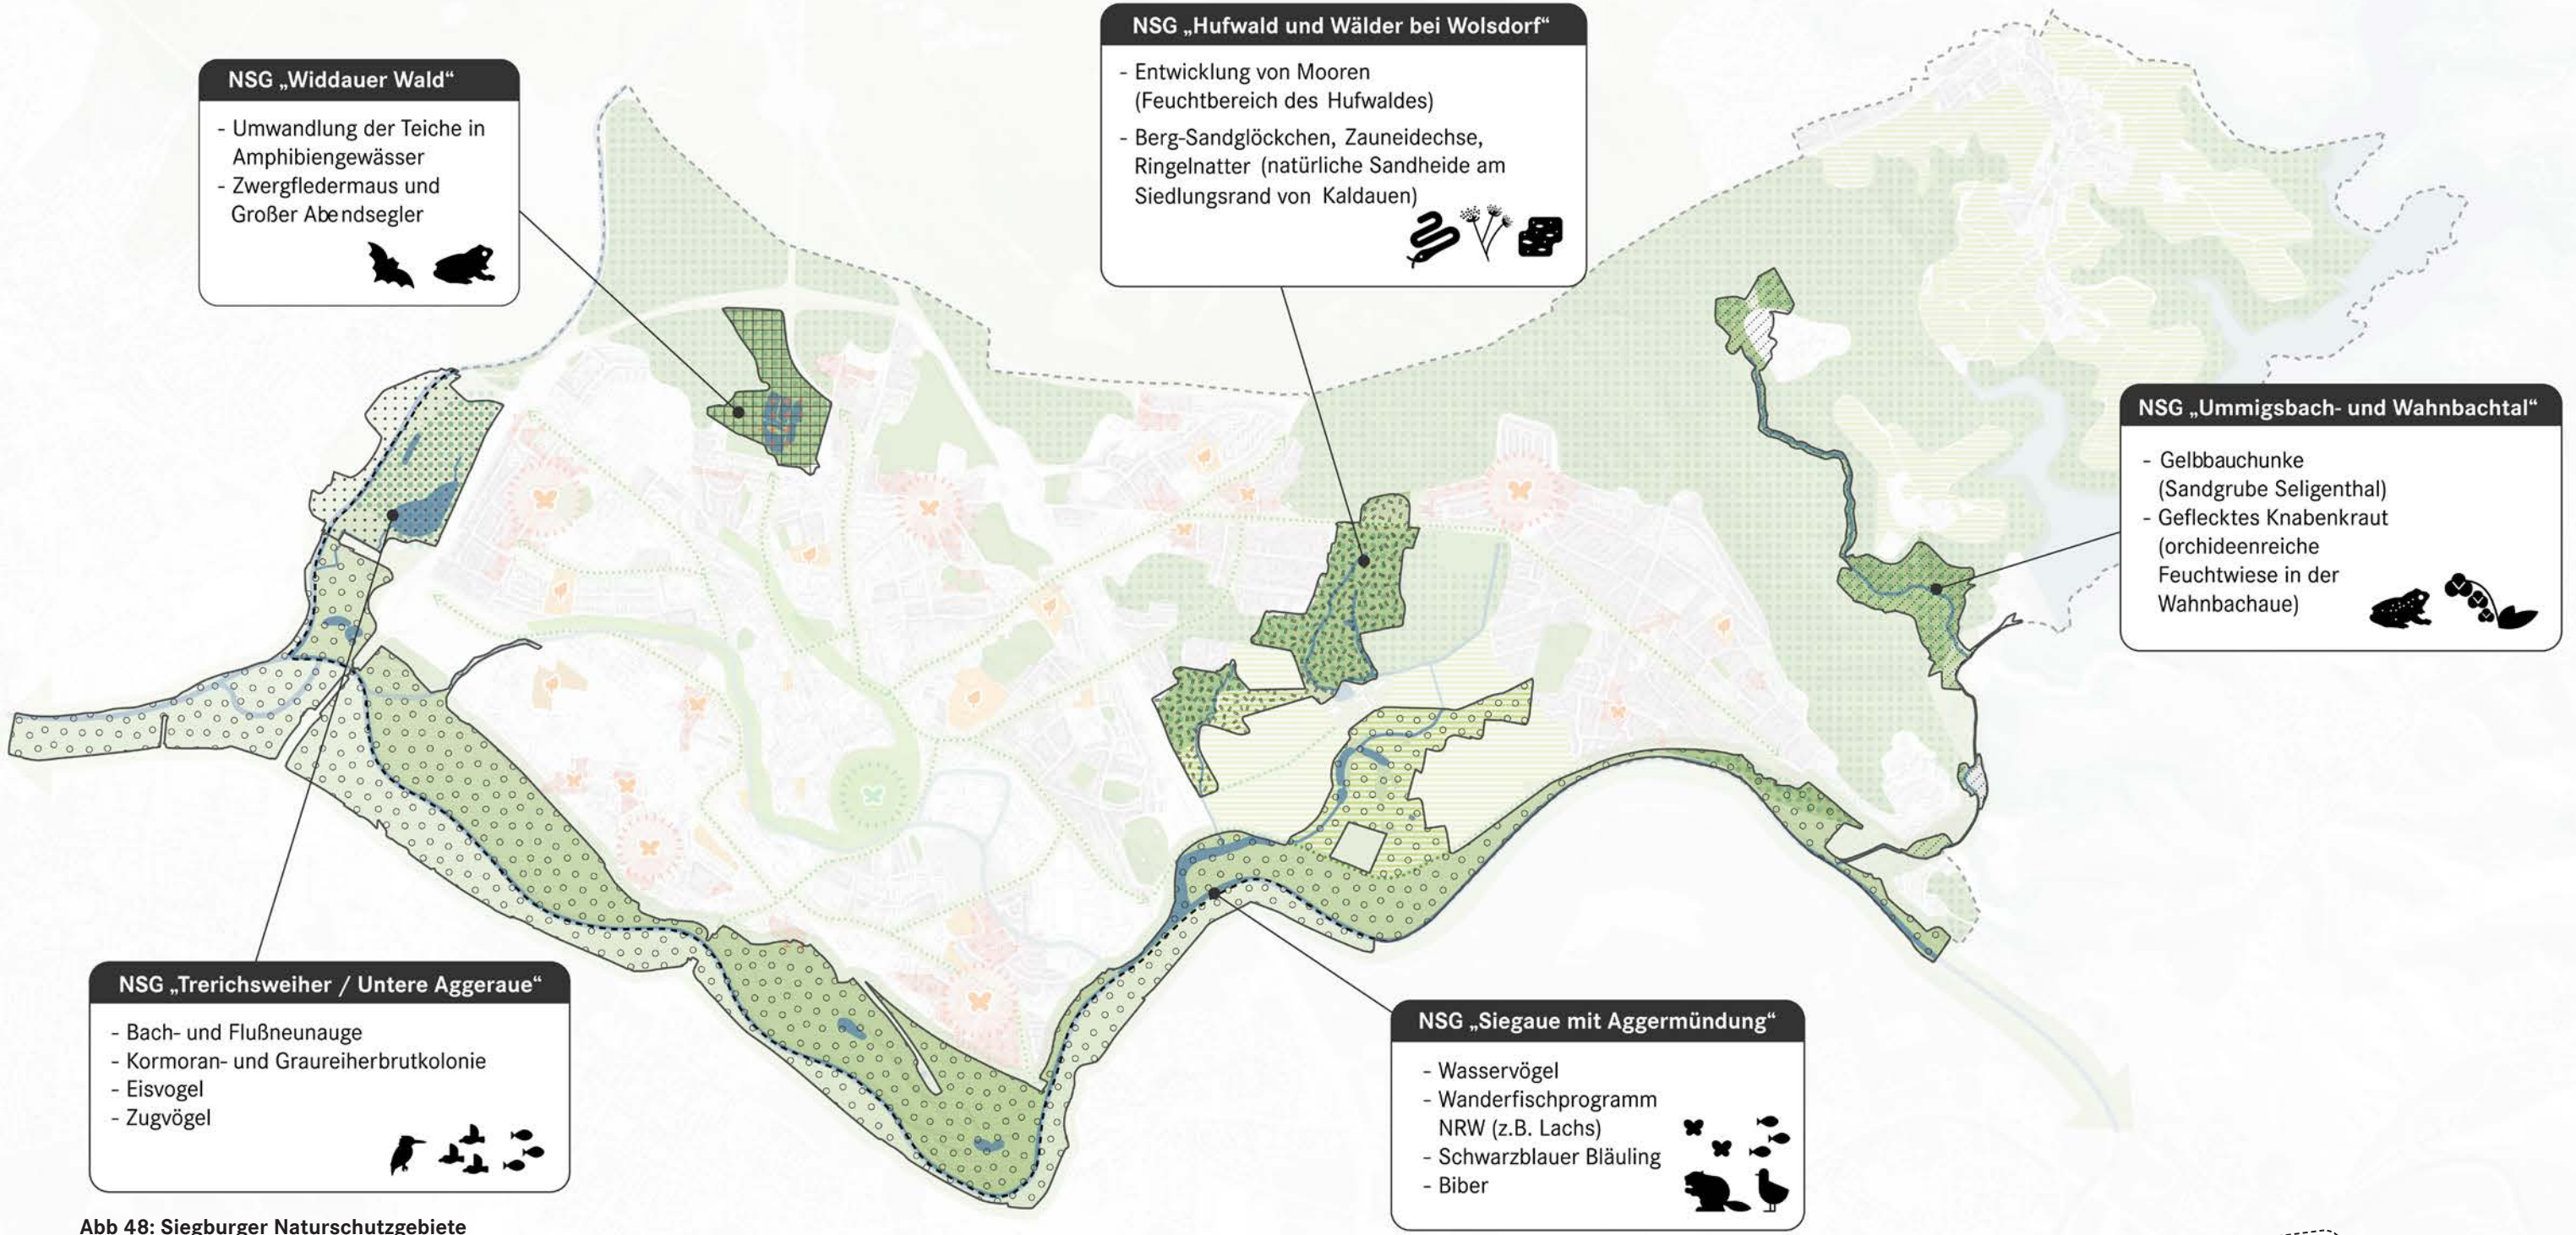 NSG „Widdauer Wald“
- Umwandlung der Teiche in
Amphibiengewässer
- Zwergfledermaus und
Großer Abendsegler
NSG „Hufwald und Wälder bei Wolsdorf“
- Entwicklung von Mooren
(Feuchtbereich des Hufwaldes)
- Berg-Sandglöckchen, Zauneidechse,
Ringelnatter (natürliche Sandheide am
Siedlungsrand von Kaldauen)
NSG „Ummigsbach- und Wahnbachtal“
- Gelbbauchunke
(Sandgrube Seligenthal)
- Geflecktes Knabenkraut
(orchideenreiche
Feuchtwiese in der
Wahnbachaue)
NSG „Trerichsweiher / Untere Aggeraue“
- Bach- und Flußneunauge
- Kormoran- und Graureiherbrutkolonie
- Eisvogel
- Zugvögel
NSG „Siegaue mit Aggermündung“
- Wasservögel
- Wanderfischprogramm
NRW (z.B. Lachs)
- Schwarzblauer Bläuling
- Biber
Abb 48: Siegburger Naturschutzgebiete